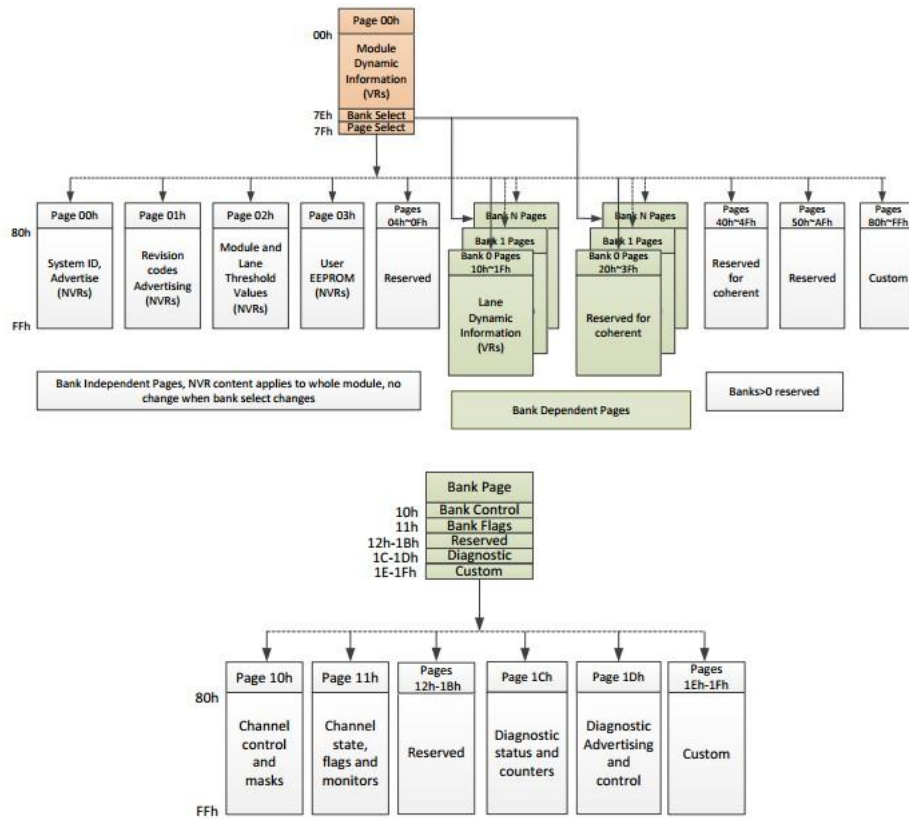 Page 00h
00h
Module
Dynamic
Information
(VRs)
7Eh
Bank Select
7Fh
Page Select
80h
FFh
Page 00h
System ID,
Advertise
(NVRs)
Page 01h
Revision
codes
Advertising
(NVRs)
Page 02h
Module and
Lane
Threshold
Values
(NVRs)
Page 03h
User
EEPROM
(NVRs)
Pages
04h~0Fh
Reserved
Bank N Pages
Bank 1 Pages
Bank 0 Pages
10h~1Fh
Lane
Dynamic
Information
(VRs)
Bank N Pages
Bank 1 Pages
Bank 0 Pages
20h~3Fh
Reserved for
coherent
Pages
40h~4Fh
Reserved
for
coherent
Pages
50h~AFh
Reserved
Pages
B0h~FFh
Custom
Bank Independent Pages, NVR content applies to whole module, no
change when bank select changes
Bank Dependent Pages
Banks>0 reserved
Bank Page
10h
Bank Control
11h
Bank Flags
12h-1Bh
Reserved
1C-1Dh
Diagnostic
1E-1Fh
Custom
80h
FFh
Page 10h
Channel
control
and
masks
Page 11h
Channel
state,
flags and
monitors
Pages
12h-1Bh
Reserved
Page 1Ch
Diagnostic
status and
counters
Page 1Dh
Diagnostic
Advertising
and
control
Pages
1Eh-1Fh
Custom